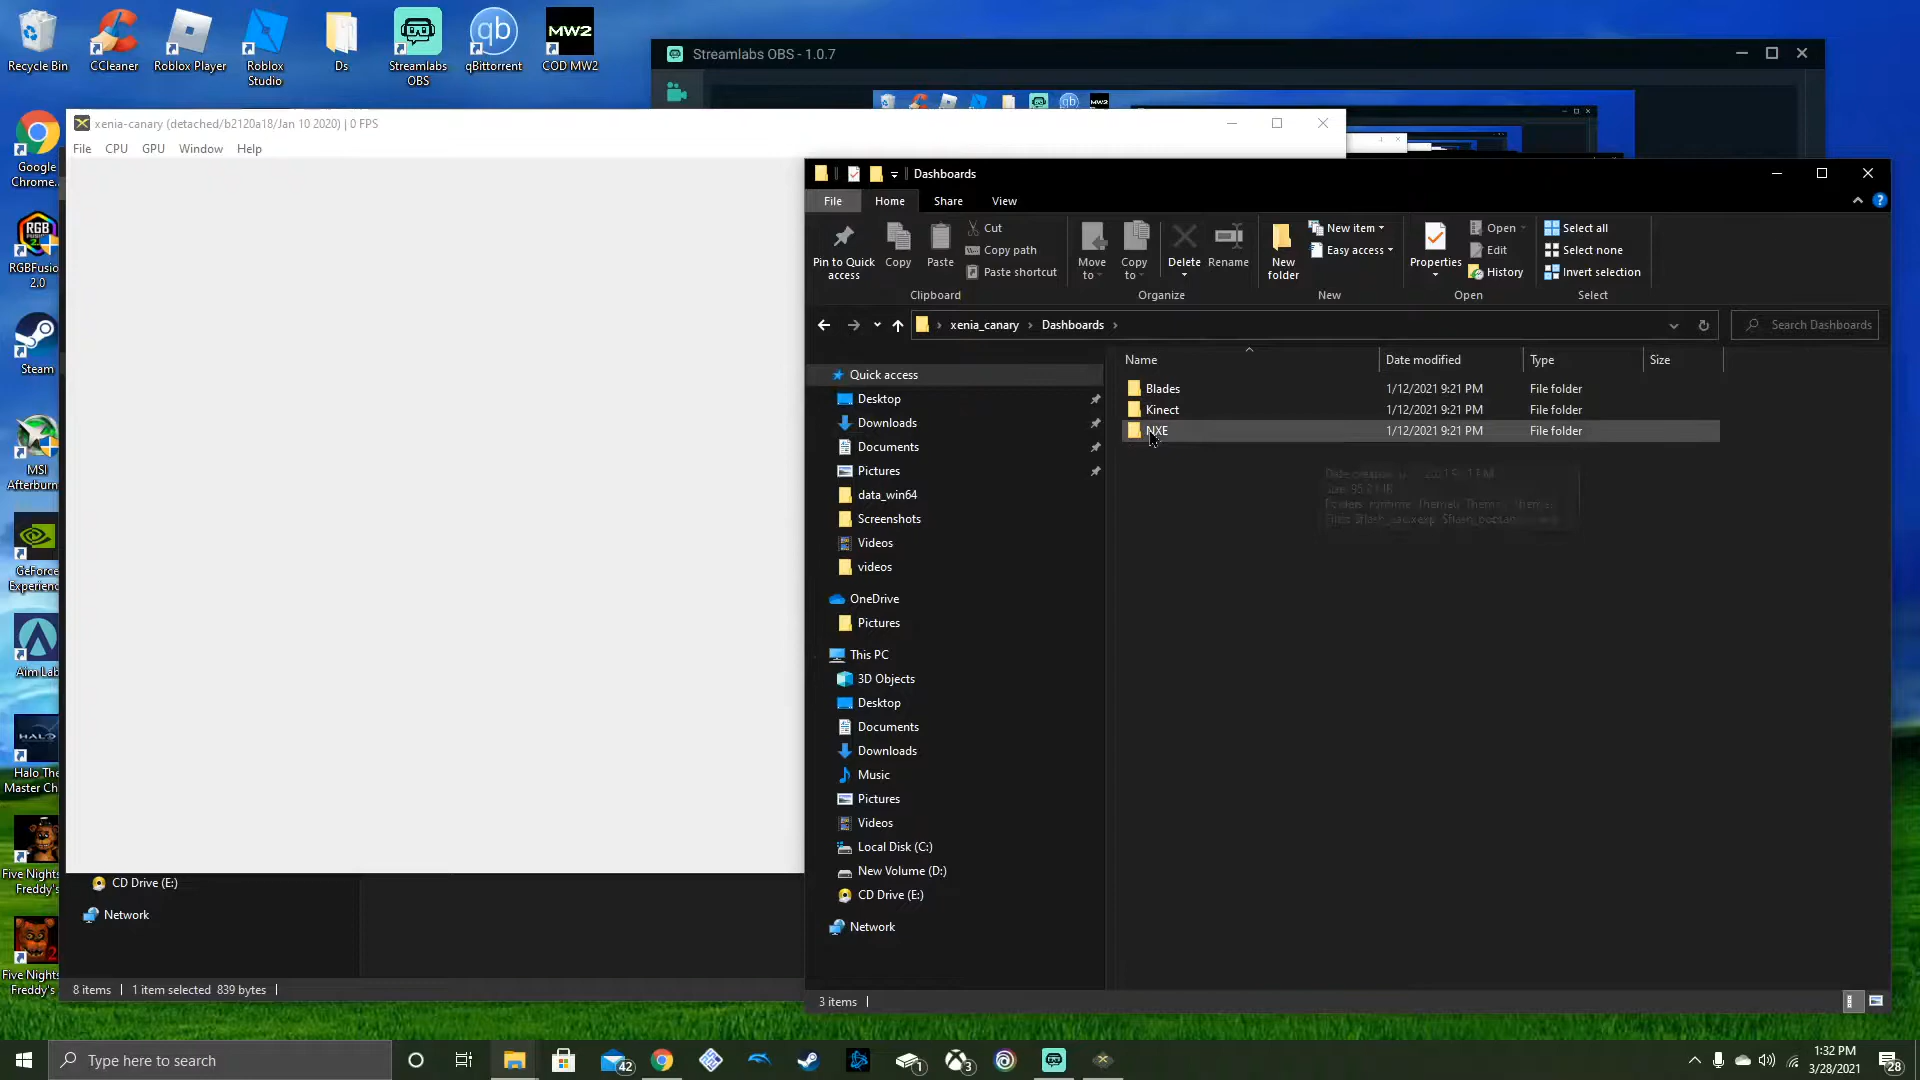 Recycle Bin
CCleaner
Roblox Player
Roblox
Studio
Ds
Streamlabs
OBS
qBittorrent
MW2
COD MW2
Streamlabs OBS - 1.0.7
Google
Chrome...
RGBFusion
2.0
Steam
MSI
Afterburn
GeForce
Experienc
Aim Lab
HALO
Halo The
Master Ch
Five Nights
Freddy's
Five Nights
Freddy's
xenia-canary (detached/b2120a18/Jan 10 2020) | 0 FPS
File CPU GPU Window Help
CD Drive (E:)
Network
8 items 1 item selected 839 bytes
Dashboards
File Home Share View
Pin to Quick
access
Copy
Paste
Cut
Copy path
Paste shortcut
Clipboard
Move
to
Copy
to
Delete
Rename
Organize
New
folder
New item
Easy access
New
Properties
Open
Edit
History
Open
Select all
Select none
Invert selection
Select
xenia_canary > Dashboards >
Search Dashboards
Name Date modified Type Size
Blades 1/12/2021 9:21 PM File folder
Kinect 1/12/2021 9:21 PM File folder
NXE 1/12/2021 9:21 PM File folder
Quick access
Desktop
Downloads
Documents
Pictures
data_win64
Screenshots
Videos
videos
OneDrive
Pictures
This PC
3D Objects
Desktop
Documents
Downloads
Music
Pictures
Videos
Local Disk (C:)
New Volume (D:)
CD Drive (E:)
Network
3 items
Type here to search
42
1
3
1:32 PM
3/28/2021
28